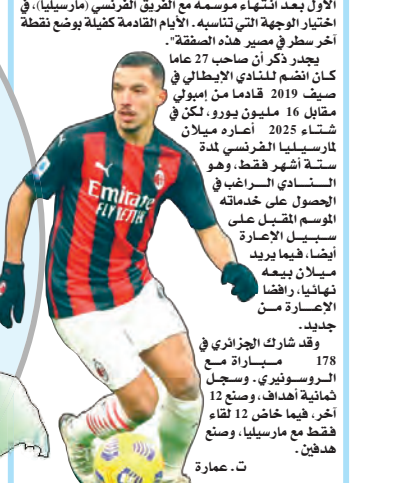 الأول بعد انتهاء موسمه مع الفريق الفرنسي (مارسيليا)، في
اختيار الوجهة التي تناسبه. الأيام القادمة كفيلة بوضع نقطة
آخر سطر في مصير هذه الصفقة".
يجدر ذكر أن صاحب 27 عاما
كان انضم للنادي الإيطالي في
صيف 2019 قادما من إمبولي
مقابل 16 مليون يورو، لكن في
شتاء 2025 أعاره ميلان
لمارسيليا الفرنسي لمدة
ستة أشهر فقط، وهو
النادي الراغب في
الحصول على خدماته
الموسم المقبل على
سبيل الإعارة
أيضا، فيما يريد
ميلان بيعه
نهائيا، رافضا
الإعارة من
جديد.
وقد شارك الجزائري في
178 مباراة مع
الروسونيري. وسجل
ثمانية أهداف، وصنع 12
آخر، فيما خاض 12 لقاء
فقط مع مارسيليا، وصنع
هدفين.
ت. عمارة
Emirates
FLY BETTER